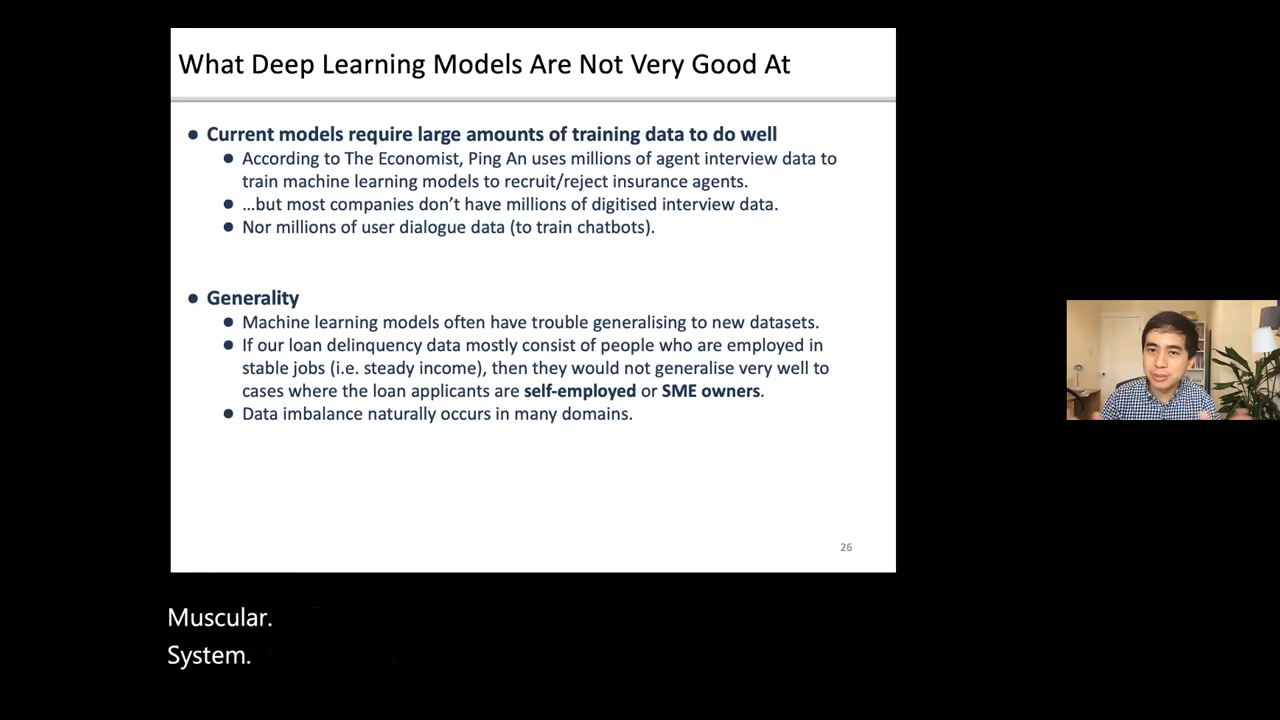 What Deep Learning Models Are Not Very Good At
● Current models require large amounts of training data to do well
● According to The Economist, Ping An uses millions of agent interview data to
train machine learning models to recruit/reject insurance agents.
● …but most companies don’t have millions of digitised interview data.
● Nor millions of user dialogue data (to train chatbots).
● Generality
● Machine learning models often have trouble generalising to new datasets.
● If our loan delinquency data mostly consist of people who are employed in
stable jobs (i.e. steady income), then they would not generalise very well to
cases where the loan applicants are self-employed or SME owners.
● Data imbalance naturally occurs in many domains.
26
Muscular.
System.